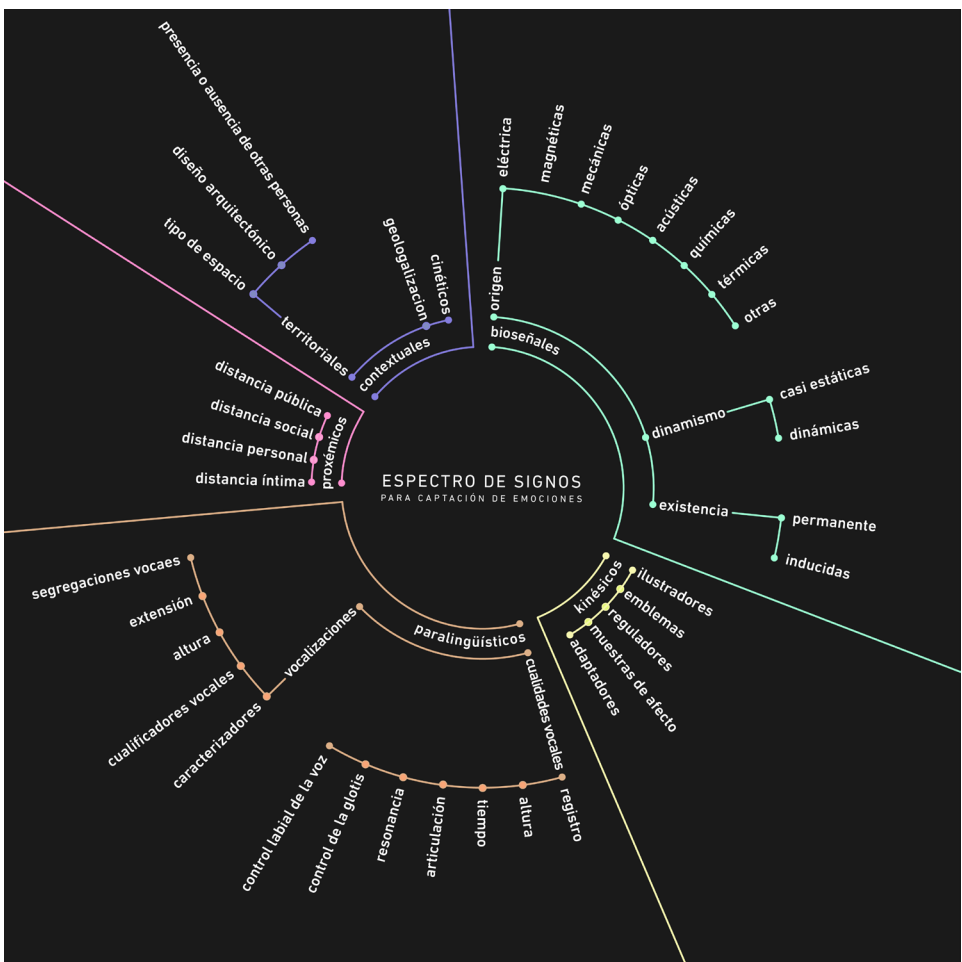 ESPECTRO DE SIGNOS
PARA CAPTACIÓN DE EMOCIONES
bioseñales
origen
eléctrica
magnéticas
mecánicas
ópticas
acústicas
químicas
térmicas
otras
dinamismo
casi estáticas
dinámicas
existencia
permanente
inducidas
kinésicos
ilustradores
emblemas
reguladores
muestras de afecto
adaptadores
paralingüísticos
cualidades vocales
registro
altura
tiempo
articulación
resonancia
control de la glotis
control labial de la voz
vocalizaciones
caracterizadores
cualificadores vocales
altura
extensión
segregaciones vocaes
proxémicos
distancia íntima
distancia personal
distancia social
distancia pública
contextuales
territoriales
tipo de espacio
diseño arquitectónico
presencia o ausencia de otras personas
geologalizacion
cinéticos